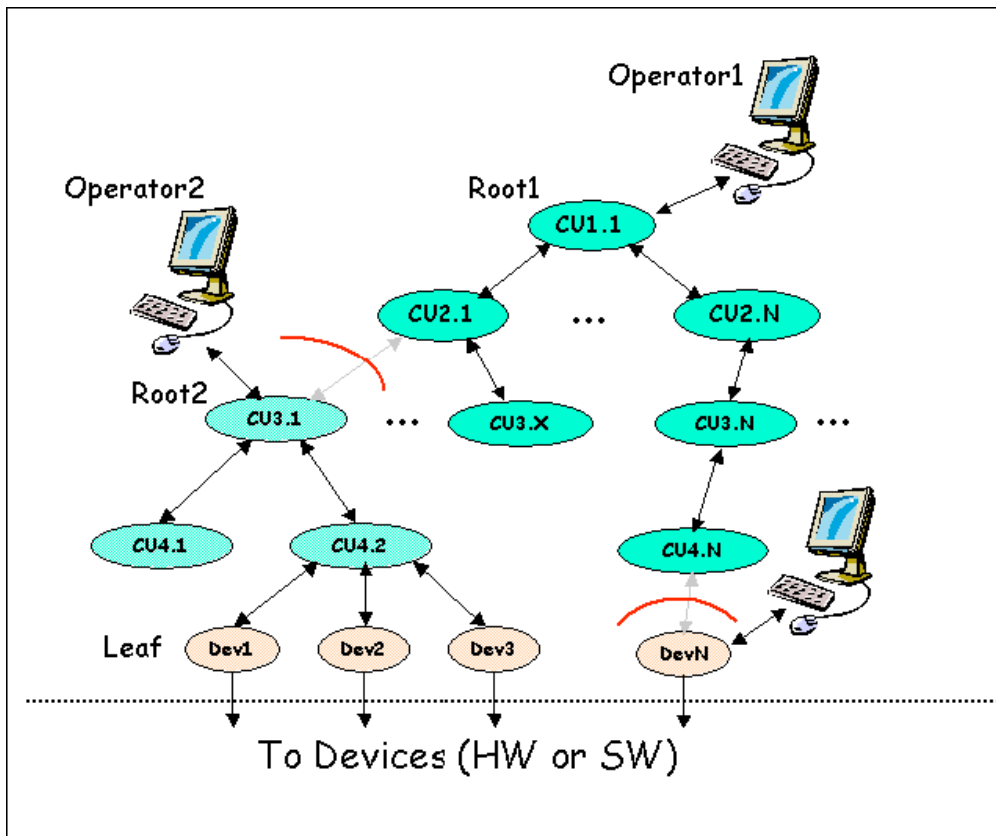 Operator1
Operator2
Root1
CU1.1
CU2.1
...
CU2.N
Root2
CU3.1
...
CU3.X
CU3.N
...
CU4.1
CU4.2
CU4.N
Leaf
Dev1
Dev2
Dev3
DevN
To Devices (HW or SW)